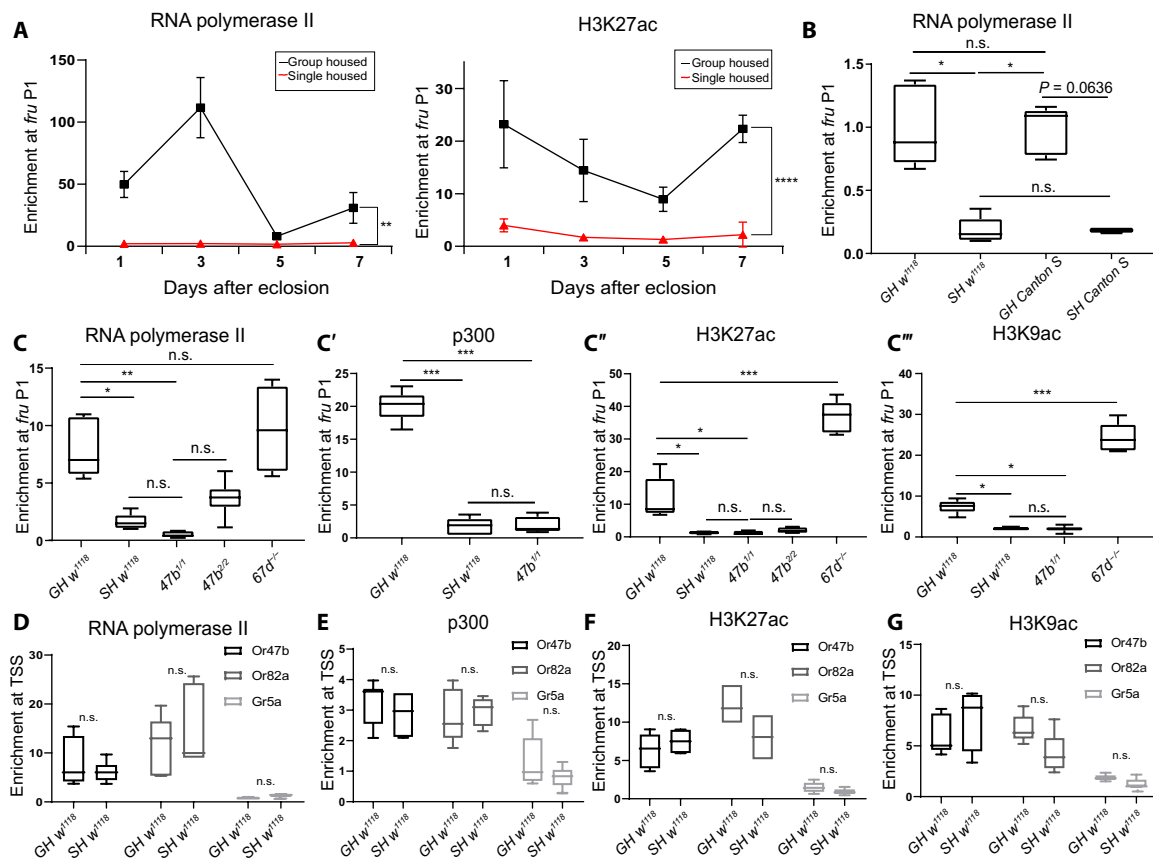 A
RNA polymerase II
Group housed
Single housed
Enrichment at fru P1
150
100
50
0
1 3 5 7
Days after eclosion
**
H3K27ac
Group housed
Single housed
Enrichment at fru P1
30
20
10
0
1 3 5 7
Days after eclosion
****
B
RNA polymerase II
n.s.
* *
P = 0.0636
n.s.
Enrichment at fru P1
1.5
1.0
0.5
0.0
GH w1118 SH w1118 GH Canton S SH Canton S
C
RNA polymerase II
n.s.
**
*
n.s.
n.s.
Enrichment at fru P1
15
10
5
0
GH w1118 SH w1118 47b1/1 47b2/2 67d−/−
C'
p300
***
***
n.s.
Enrichment at fru P1
25
20
15
10
5
0
GH w1118 SH w1118 47b1/1
C''
H3K27ac
***
*
*
n.s. n.s.
Enrichment at fru P1
50
40
30
20
10
0
GH w1118 SH w1118 47b1/1 47b2/2 67d−/−
C'''
H3K9ac
***
*
*
n.s.
Enrichment at fru P1
40
30
20
10
0
GH w1118 SH w1118 47b1/1 67d−/−
D
RNA polymerase II
Or47b
Or82a
Gr5a
n.s. n.s. n.s.
Enrichment at TSS
30
20
10
0
GH w1118 SH w1118 GH w1118 SH w1118 GH w1118 SH w1118
E
p300
Or47b
Or82a
Gr5a
n.s. n.s. n.s.
Enrichment at TSS
5
4
3
2
1
0
GH w1118 SH w1118 GH w1118 SH w1118 GH w1118 SH w1118
F
H3K27ac
Or47b
Or82a
Gr5a
n.s. n.s. n.s.
Enrichment at TSS
20
15
10
5
0
GH w1118 SH w1118 GH w1118 SH w1118 GH w1118 SH w1118
G
H3K9ac
Or47b
Or82a
Gr5a
n.s. n.s. n.s.
Enrichment at TSS
15
10
5
0
GH w1118 SH w1118 GH w1118 SH w1118 GH w1118 SH w1118